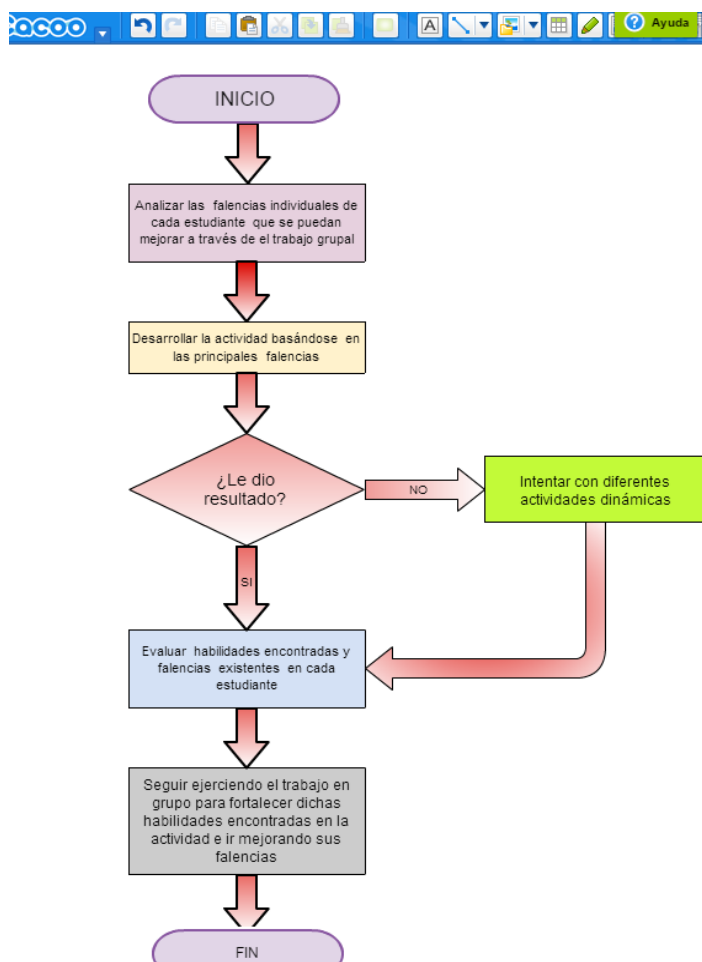 cacoo
A
Ayuda
INICIO
Analizar las falencias individuales de
cada estudiante que se puedan
mejorar a través de el trabajo grupal
Desarrollar la actividad basándose en
las principales falencias
¿Le dio
resultado?
NO
Intentar con diferentes
actividades dinámicas
SI
Evaluar habilidades encontradas y
falencias existentes en cada
estudiante
Seguir ejerciendo el trabajo en
grupo para fortalecer dichas
habilidades encontradas en la
actividad e ir mejorando sus
falencias
FIN